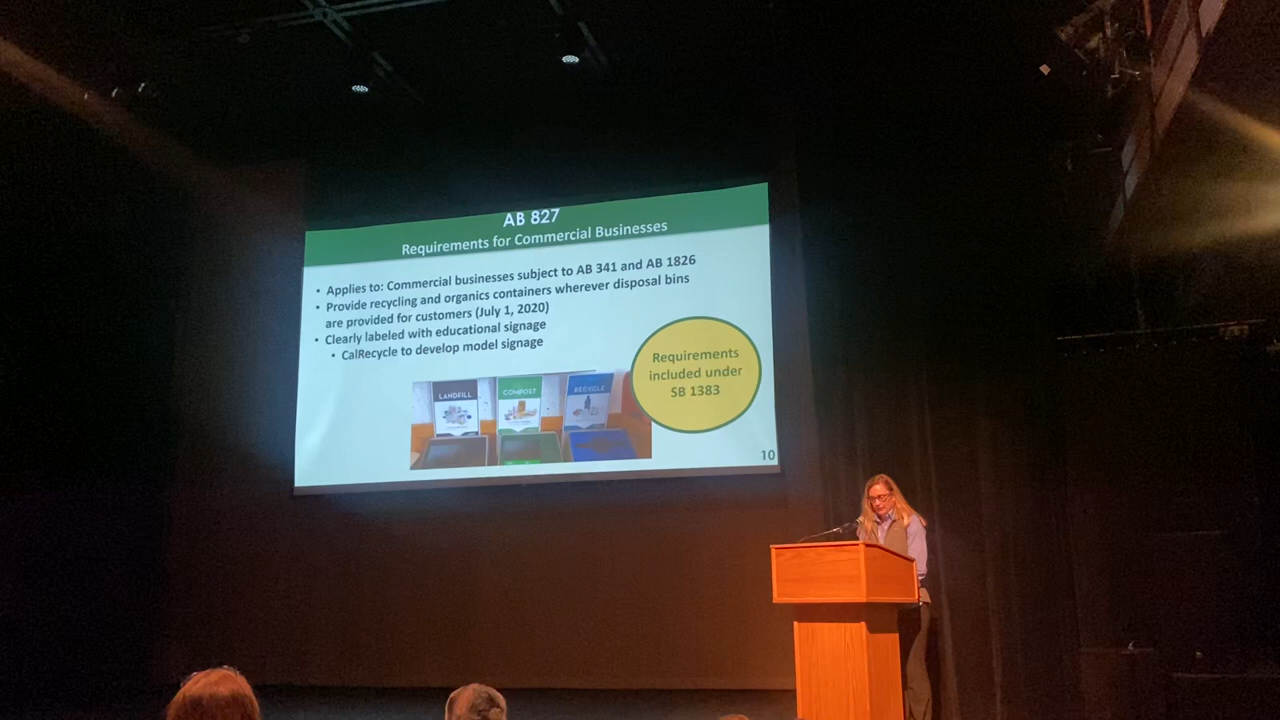 AB 827
Requirements for Commercial Businesses
• Applies to: Commercial businesses subject to AB 341 and AB 1826
• Provide recycling and organics containers wherever disposal bins
are provided for customers (July 1, 2020)
• Clearly labeled with educational signage
• CalRecycle to develop model signage
Requirements
included under
SB 1383
LANDFILL
COMPOST
RECYCLE
10